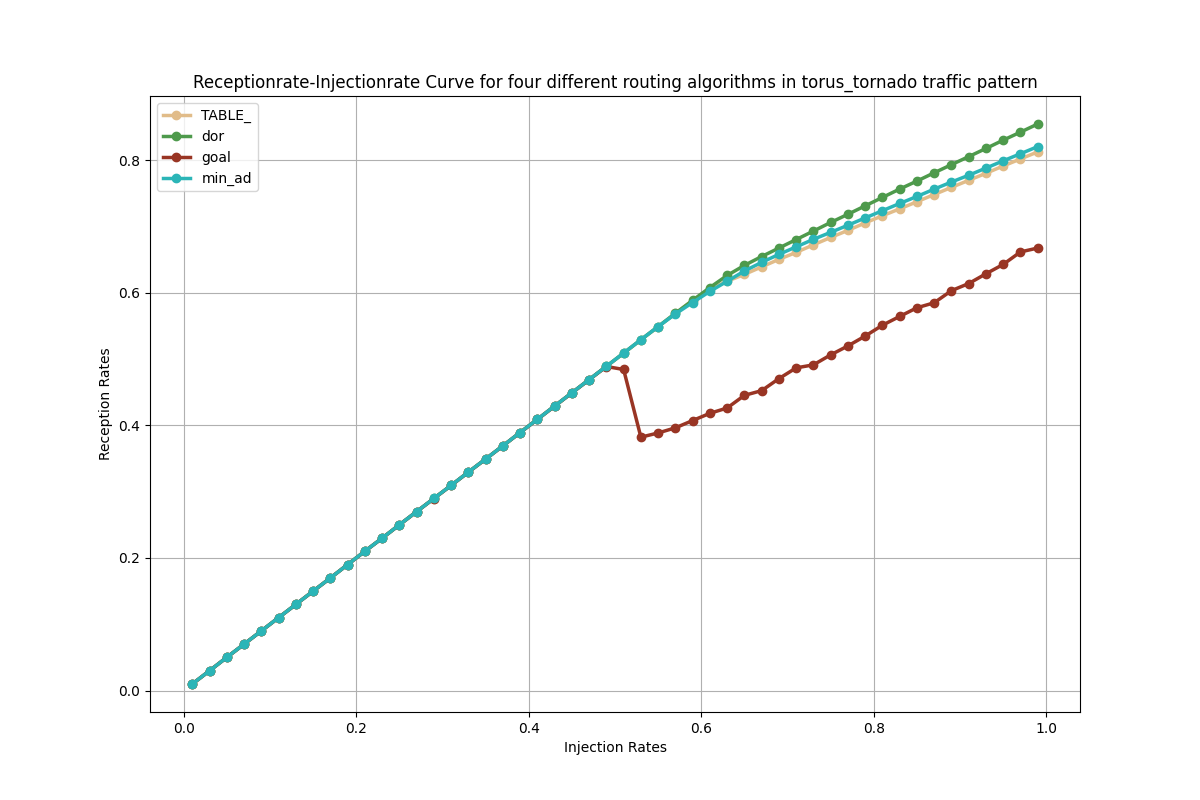 Receptionrate-Injectionrate Curve for four different routing algorithms in torus_tornado traffic pattern
TABLE_
dor
goal
min_ad
Reception Rates
0.8
0.6
0.4
0.2
0.0
0.0 0.2 0.4 0.6 0.8 1.0
Injection Rates